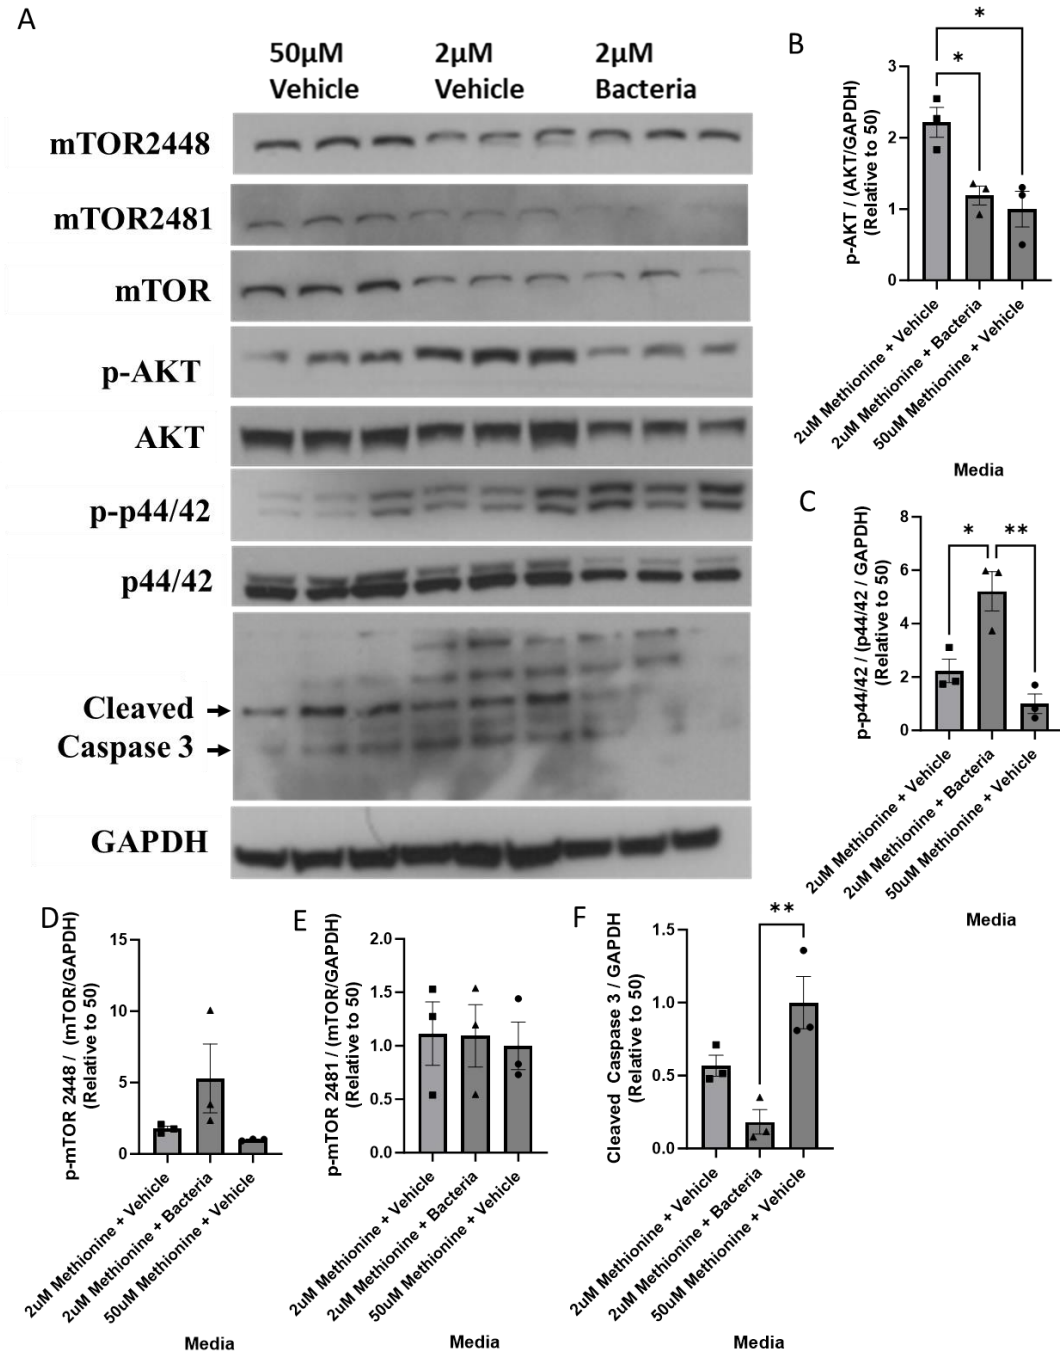 A
50µM
Vehicle
2µM
Vehicle
2µM
Bacteria
mTOR2448
mTOR2481
mTOR
p-AKT
AKT
p-p44/42
p44/42
Cleaved
Caspase 3
GAPDH
B
p-AKT / (AKT/GAPDH)
(Relative to 50)
3
2
1
0
*
*
2uM Methionine + Vehicle
2uM Methionine + Bacteria
50uM Methionine + Vehicle
Media
C
p-p44/42 / (p44/42 / GAPDH)
(Relative to 50)
8
6
4
2
0
*
**
2uM Methionine + Vehicle
2uM Methionine + Bacteria
50uM Methionine + Vehicle
Media
D
p-mTOR 2448 / (mTOR/GAPDH)
(Relative to 50)
15
10
5
0
2uM Methionine + Vehicle
2uM Methionine + Bacteria
50uM Methionine + Vehicle
Media
E
p-mTOR 2481 / (mTOR/GAPDH)
(Relative to 50)
2.0
1.5
1.0
0.5
0.0
2uM Methionine + Vehicle
2uM Methionine + Bacteria
50uM Methionine + Vehicle
Media
F
Cleaved Caspase 3 / GAPDH
(Relative to 50)
1.5
1.0
0.5
0.0
**
2uM Methionine + Vehicle
2uM Methionine + Bacteria
50uM Methionine + Vehicle
Media